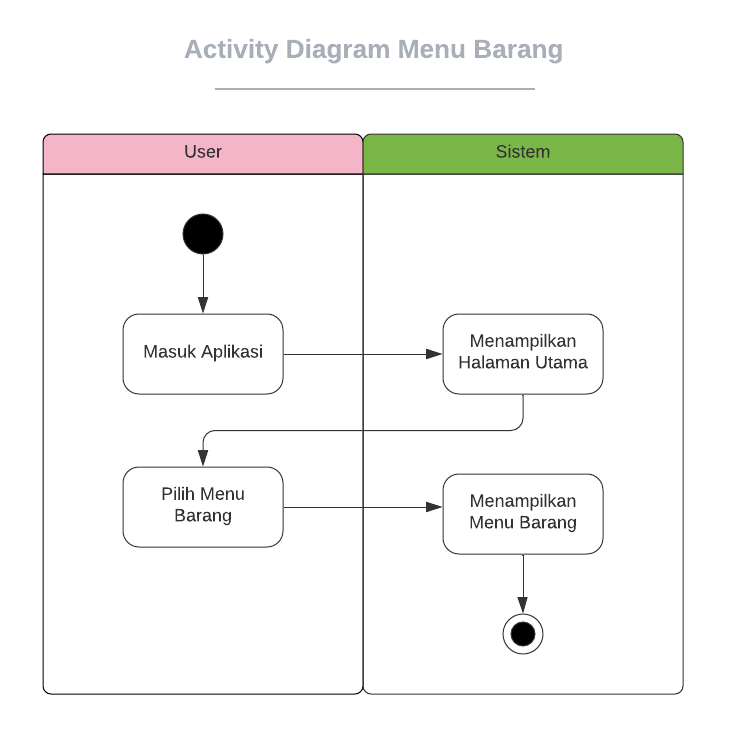 Activity Diagram Menu Barang
User
Sistem
Masuk Aplikasi
Menampilkan
Halaman Utama
Pilih Menu
Barang
Menampilkan
Menu Barang